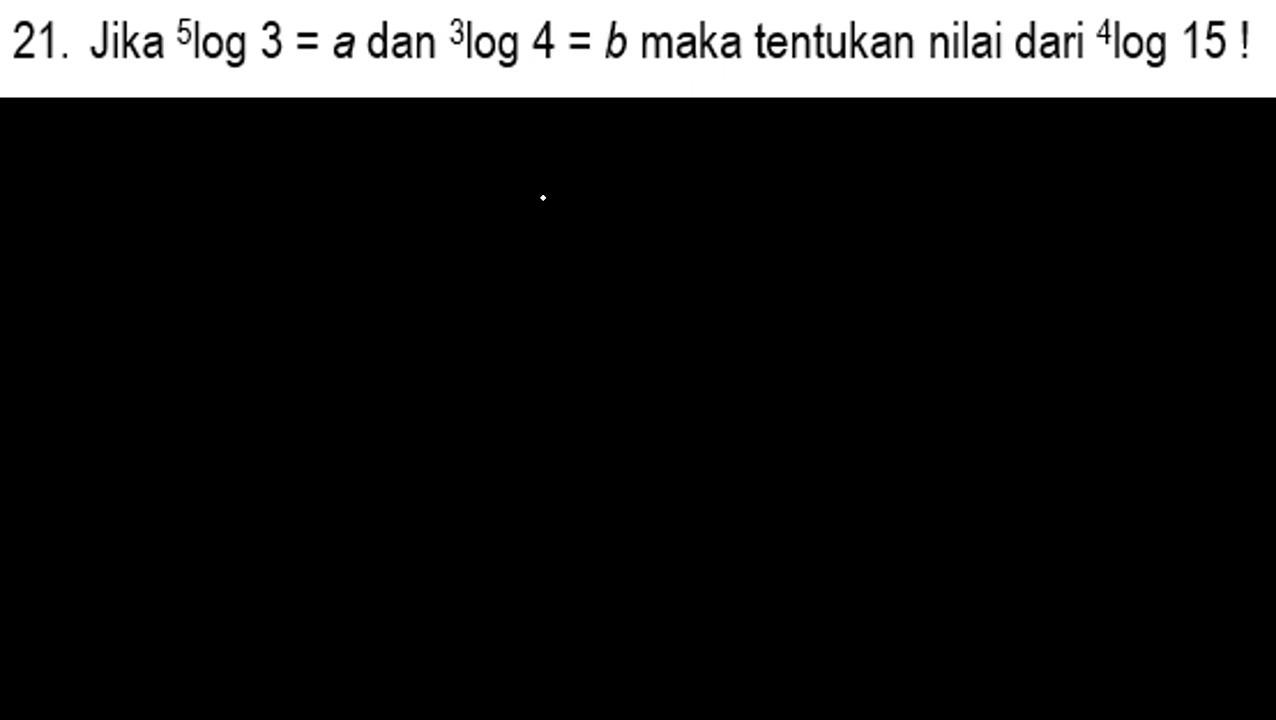 21. Jika ⁵log 3 = a dan ³log 4 = b maka tentukan nilai dari ⁴log 15 !